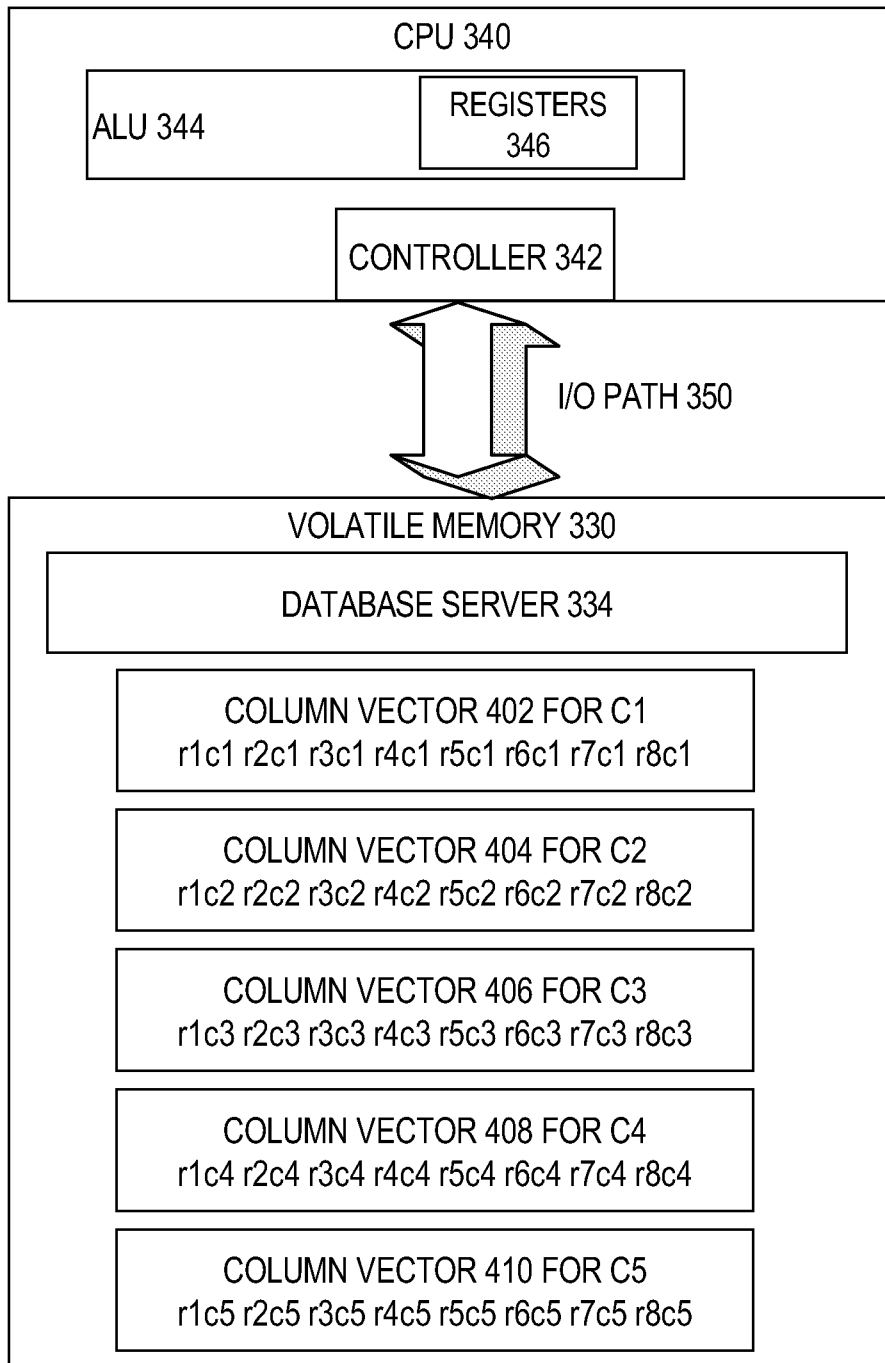 CPU 340
ALU 344
REGISTERS
346
CONTROLLER 342
I/O PATH 350
VOLATILE MEMORY 330
DATABASE SERVER 334
COLUMN VECTOR 402 FOR C1
r1c1 r2c1 r3c1 r4c1 r5c1 r6c1 r7c1 r8c1
COLUMN VECTOR 404 FOR C2
r1c2 r2c2 r3c2 r4c2 r5c2 r6c2 r7c2 r8c2
COLUMN VECTOR 406 FOR C3
r1c3 r2c3 r3c3 r4c3 r5c3 r6c3 r7c3 r8c3
COLUMN VECTOR 408 FOR C4
r1c4 r2c4 r3c4 r4c4 r5c4 r6c4 r7c4 r8c4
COLUMN VECTOR 410 FOR C5
r1c5 r2c5 r3c5 r4c5 r5c5 r6c5 r7c5 r8c5